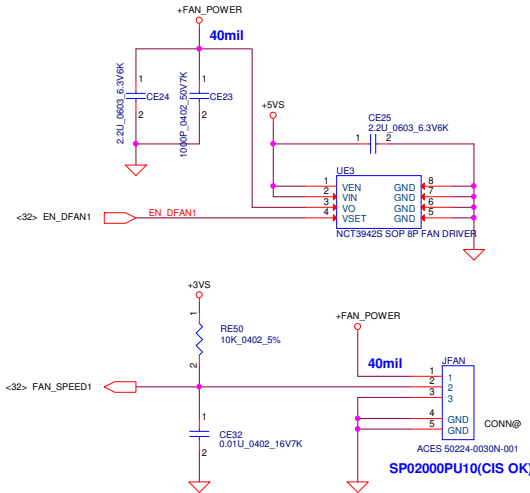 +FAN_POWER
40mil
1
CE24
2
2.2U_0603_6.3V6K
1
CE23
2
1000P_0402_50V7K
+5VS
CE25
2.2U_0603_6.3V6K
1
2
UE3
1 VEN GND 8
2 VIN GND 7
3 VO GND 6
4 VSET GND 5
NCT3942S SOP 8P FAN DRIVER
<32> EN_DFAN1
EN_DFAN1
+3VS
1
RE50
10K_0402_5%
2
<32> FAN_SPEED1
1
CE32
0.01U_0402_16V7K
2
+FAN_POWER
40mil
JFAN
1 1
2 2
3 3
4 GND
5 GND
CONN@
ACES 50224-0030N-001
SP02000PU10(CIS OK)